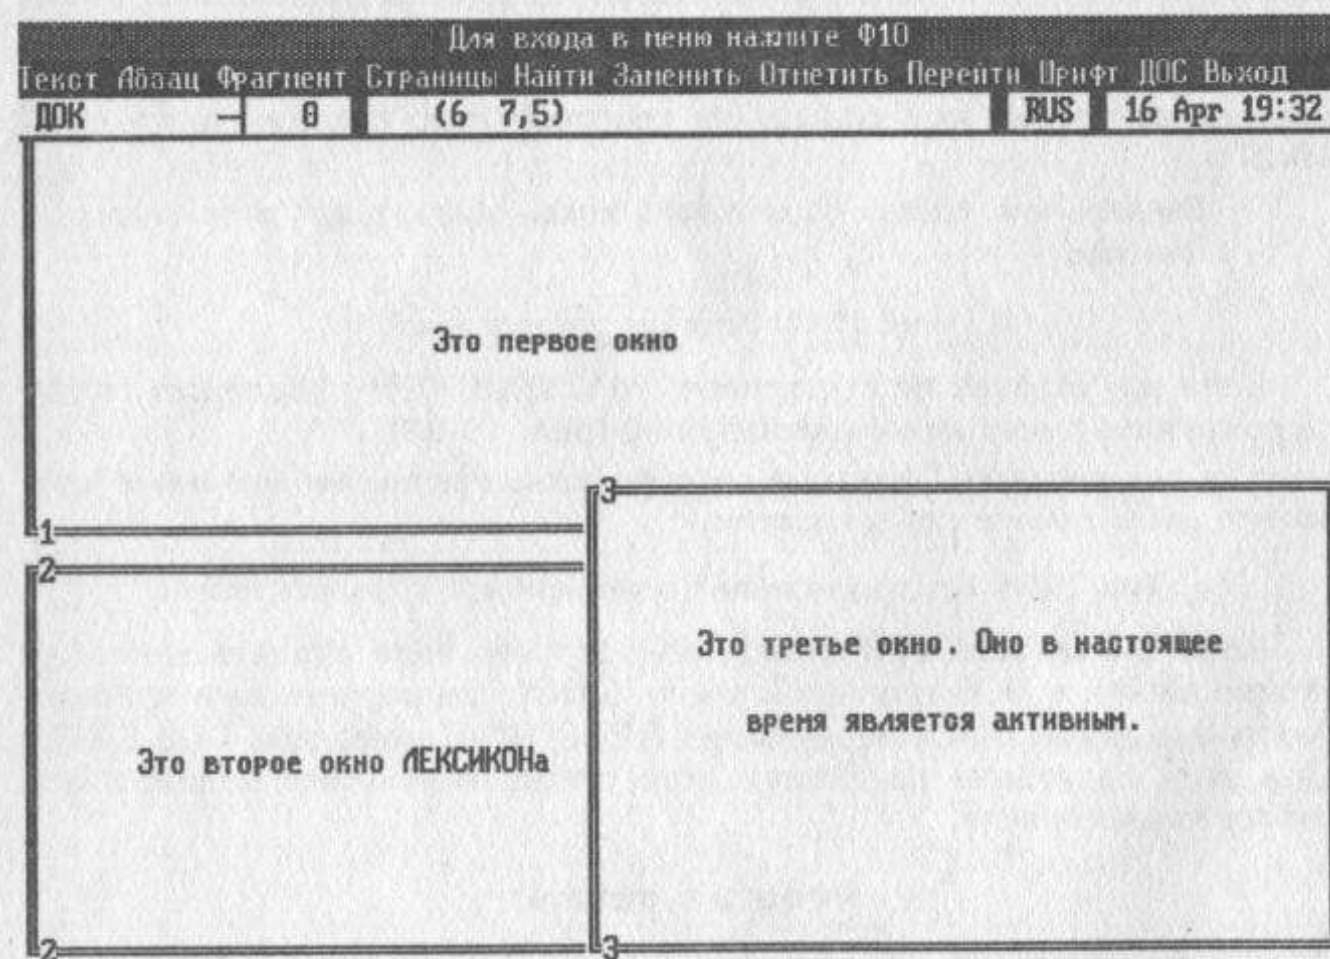 Для входа в меню нажмите Ф10
Текст Абзац Фрагмент Страницы Найти Заменить Отметить Перейти Шрифт ДОС Выход
ДОК 0 (6 7,5) RUS 16 Apr 19:32
Это первое окно
1
3
2
Это третье окно. Оно в настоящее
время является активным.
Это второе окно ЛЕКСИКОНа
2
3